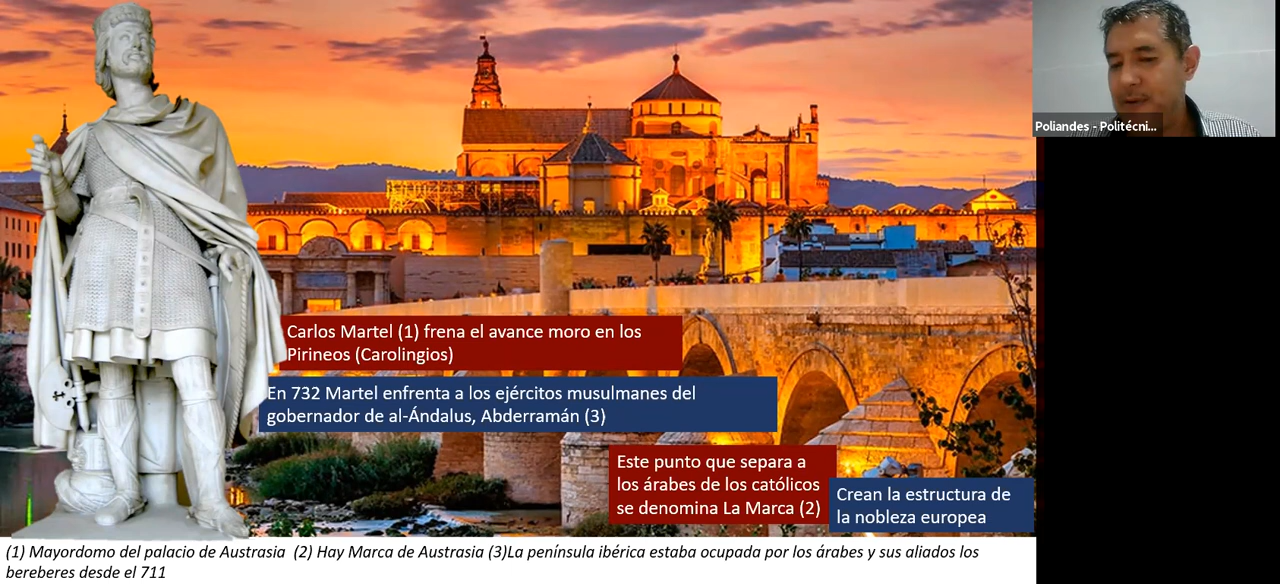 Poliandes - Politécni...
Carlos Martel (1) frena el avance moro en los
Pirineos (Carolingios)
En 732 Martel enfrenta a los ejércitos musulmanes del
gobernador de al-Ándalus, Abderramán (3)
Este punto que separa a
los árabes de los católicos
se denomina La Marca (2)
Crean la estructura de
la nobleza europea
(1) Mayordomo del palacio de Austrasia (2) Hay Marca de Austrasia (3)La península ibérica estaba ocupada por los árabes y sus aliados los
bereberes desde el 711